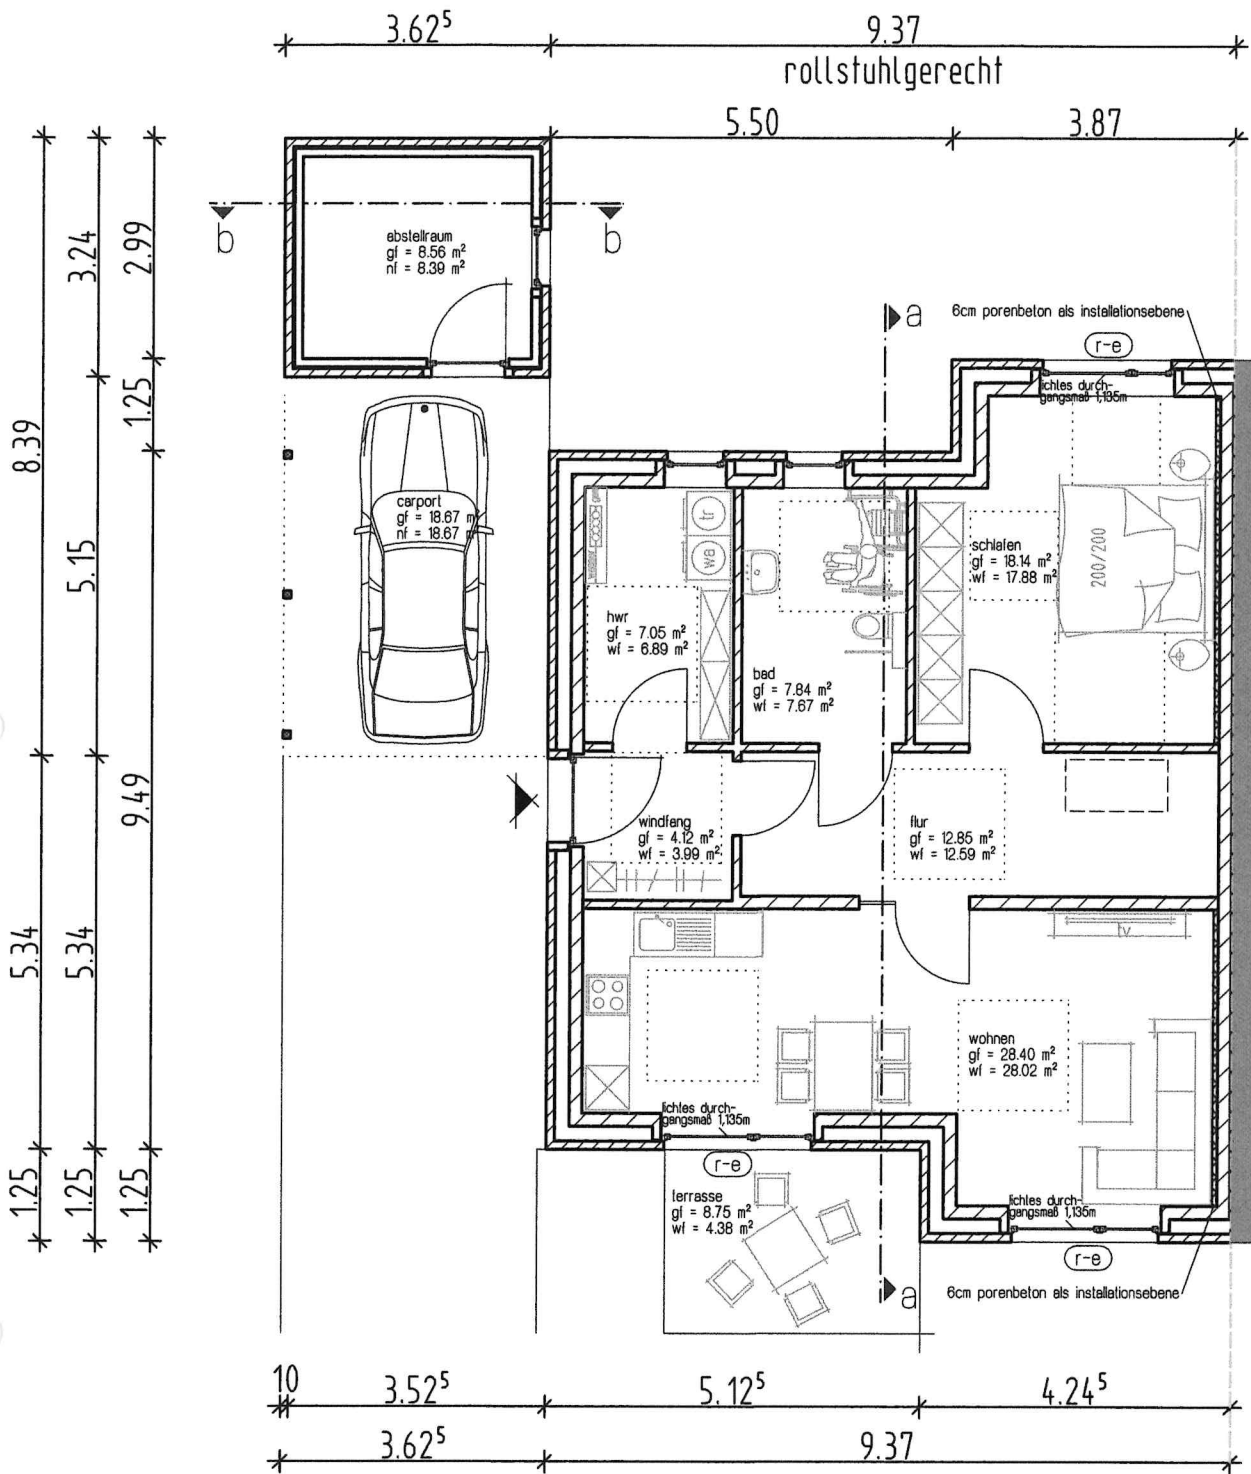 3.62⁵
9.37
rollstuhlgerecht
5.50
3.87
8.39
3.24
2.99
1.25
5.15
9.49
5.34
5.34
1.25
1.25
1.25
b
b
abstellraum
gf = 8.56 m²
nf = 8.39 m²
a
6cm porenbeton als installationsebene
r-e
lichtes durch-
gangsmaß 1,135m
carport
gf = 18.67 m
nf = 18.67 m
tr
wa
hwr
gf = 7.05 m²
wf = 6.89 m²
bad
gf = 7.84 m²
wf = 7.67 m²
schlafen
gf = 18.14 m²
wf = 17.88 m²
200/200
windfang
gf = 4.12 m²
wf = 3.99 m²
flur
gf = 12.85 m²
wf = 12.59 m²
tv
wohnen
gf = 28.40 m²
wf = 28.02 m²
lichtes durch-
gangsmaß 1,135m
r-e
terrasse
gf = 8.75 m²
wf = 4.38 m²
lichtes durch-
gangsmaß 1,135m
r-e
a
6cm porenbeton als installationsebene
10
3.52⁵
5.12⁵
4.24⁵
3.62⁵
9.37